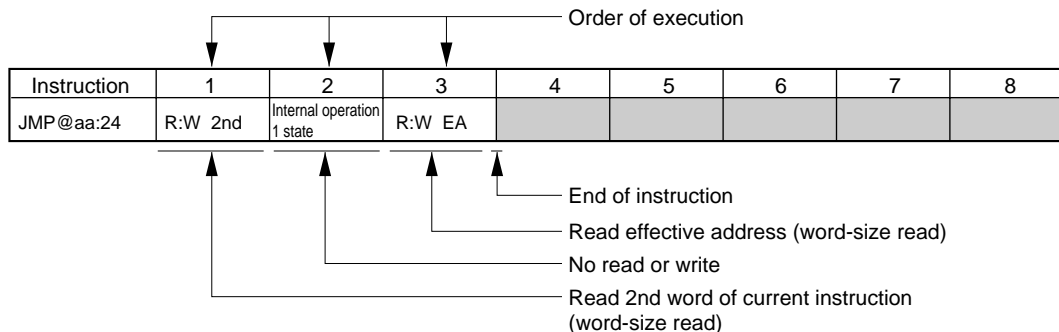 Order of execution
Instruction 1 2 3 4 5 6 7 8
JMP@aa:24 R:W 2nd Internal operation 1 state R:W EA
End of instruction
Read effective address (word-size read)
No read or write
Read 2nd word of current instruction
(word-size read)